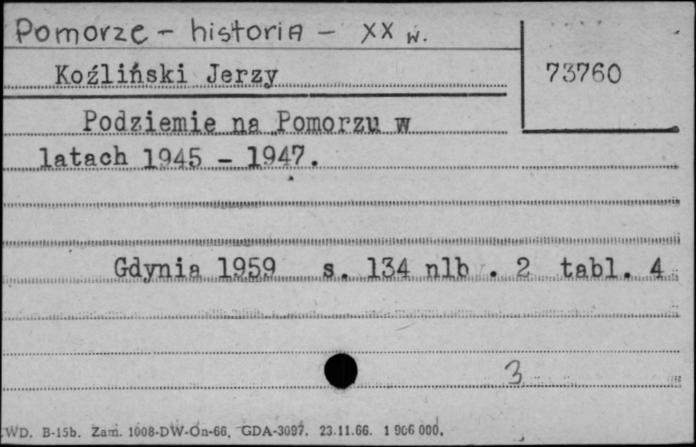 Pomorze - historia - XX w.
Koźliński Jerzy 73760
Podziemie na Pomorzu w
latach 1945 - 1947.
Gdynia 1959 s. 134 nlb . 2 tabl. 4
3
WD. B-15b. Zam. 1008-DW-On-66. GDA-3097. 23.11.66. 1 906 000.